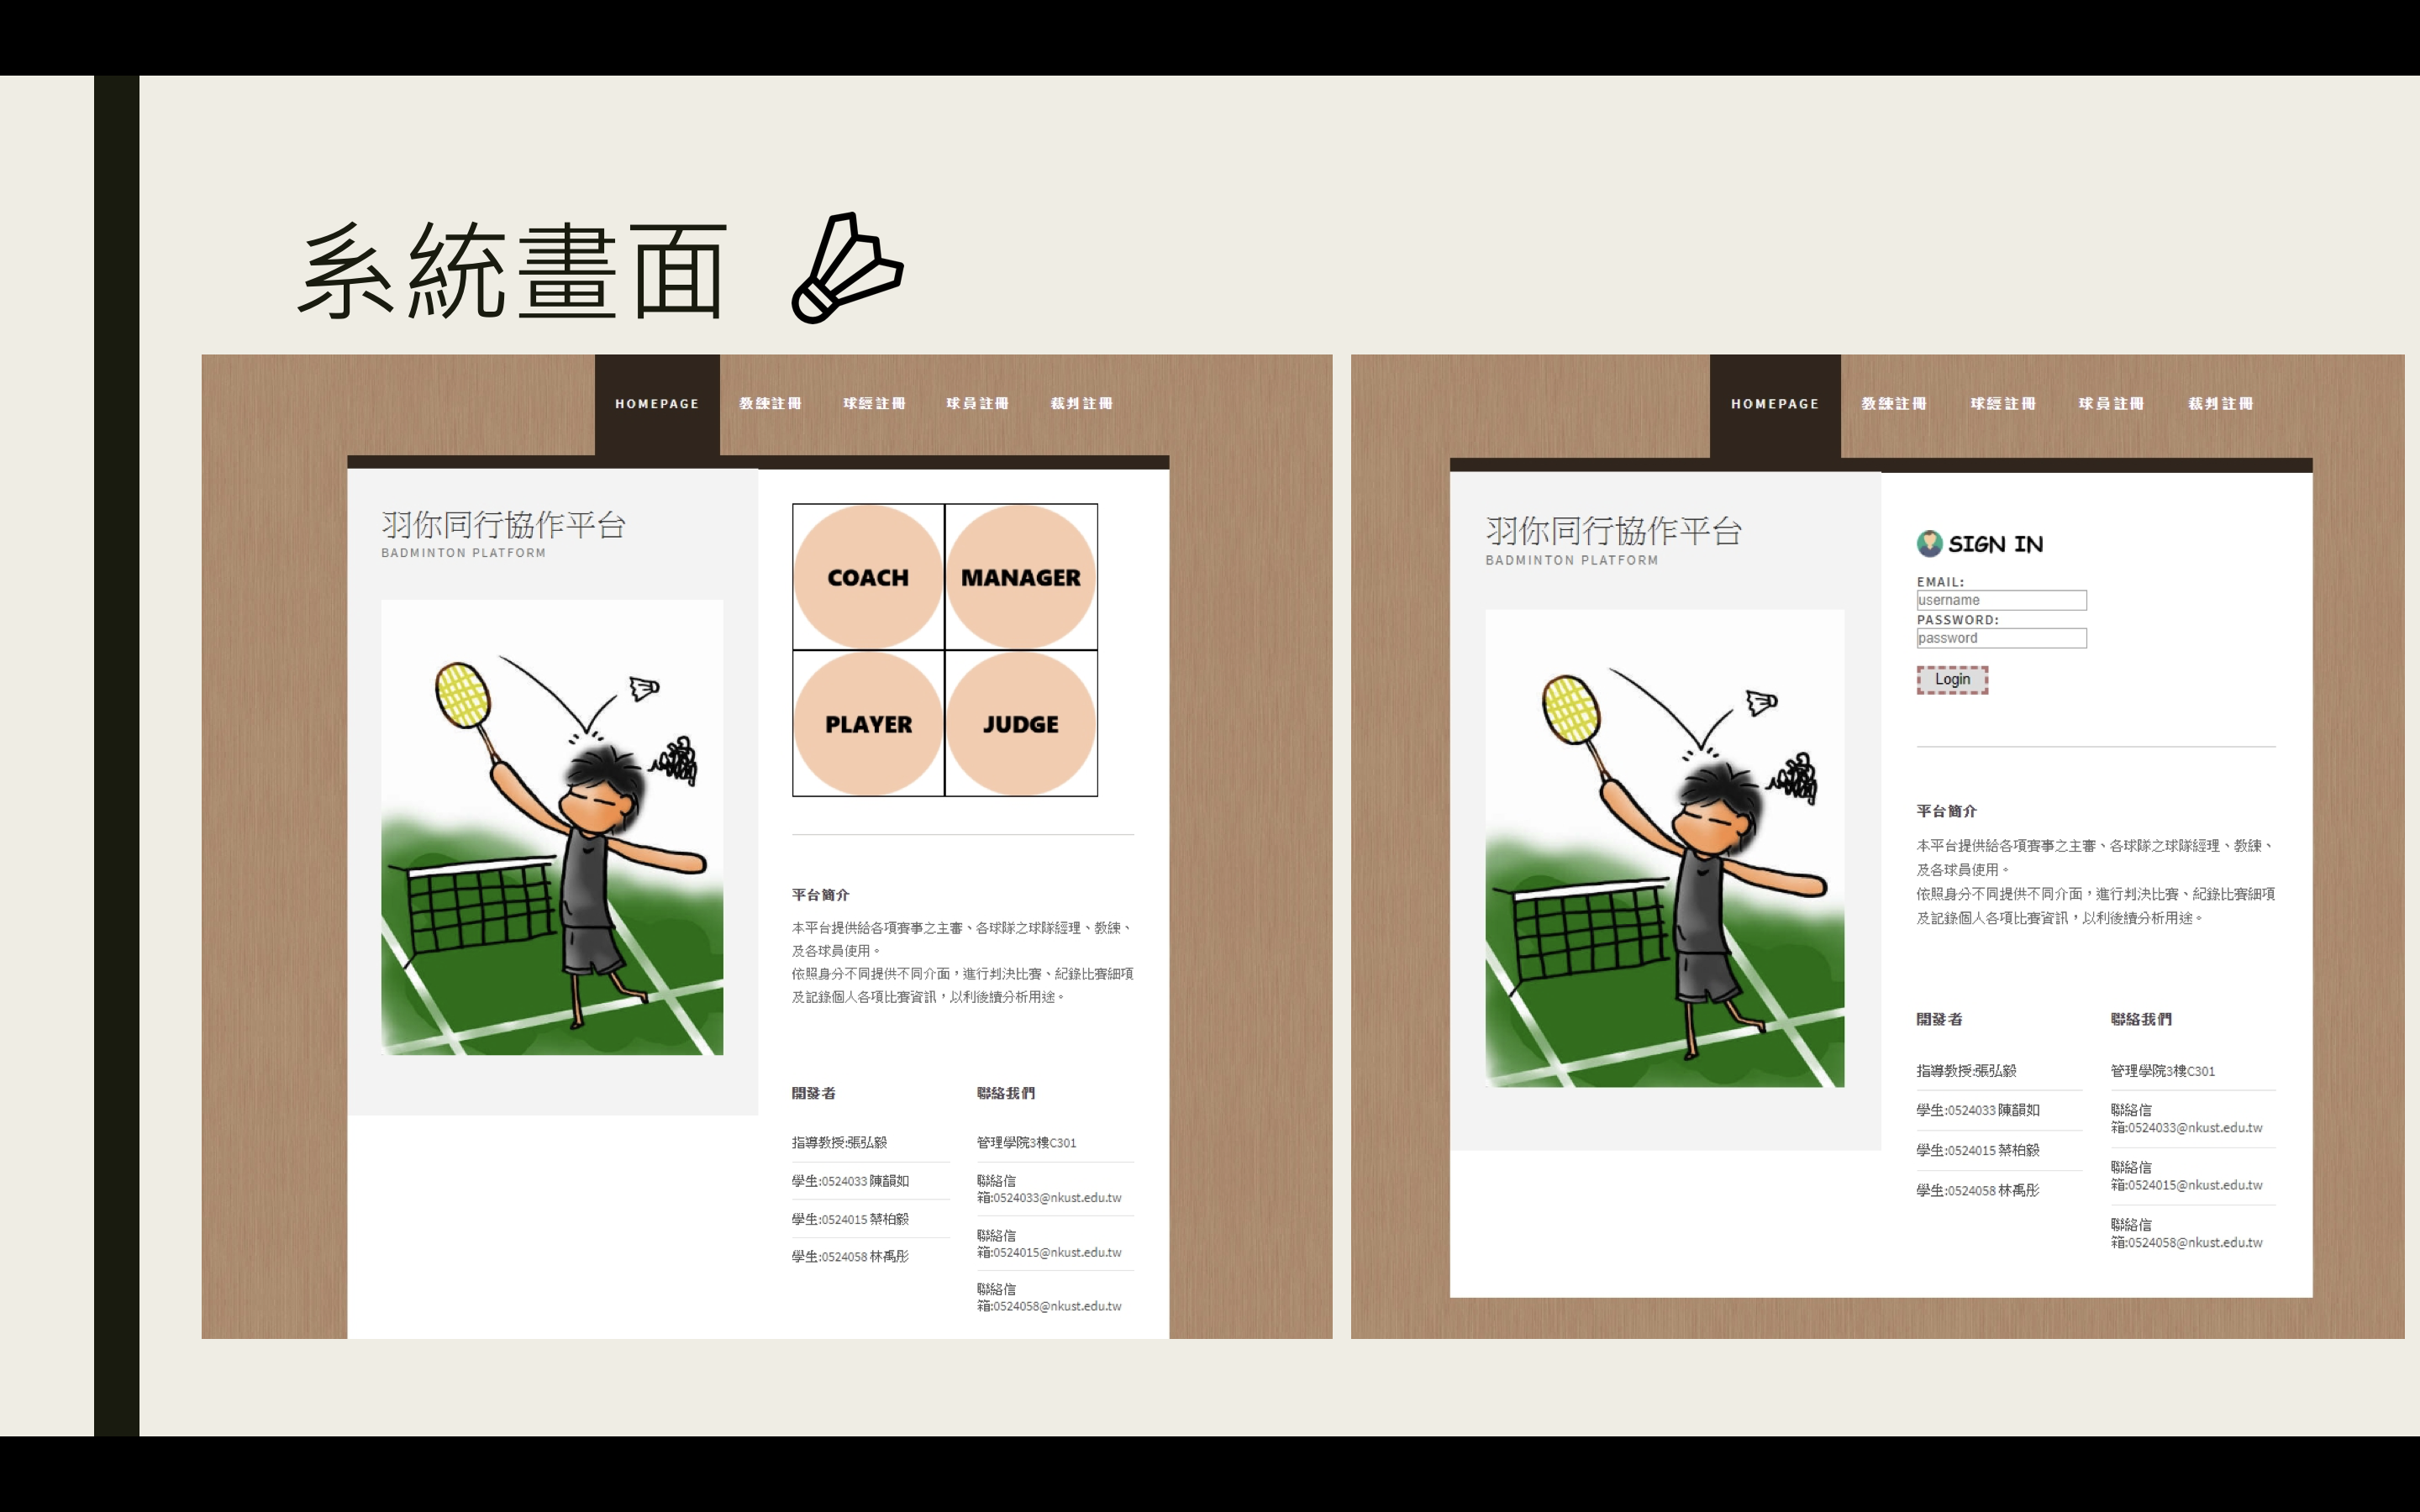 系統畫面
HOMEPAGE 教練註冊 球經註冊 球員註冊 裁判註冊
羽你同行協作平台
BADMINTON PLATFORM
COACH MANAGER
PLAYER JUDGE
平台簡介
本平台提供給各項賽事之主審、各球隊之球隊經理、教練、
及各球員使用。
依照身分不同提供不同介面，進行判決比賽、紀錄比賽細項
及記錄個人各項比賽資訊，以利後續分析用途。
開發者
指導教授:張弘毅
學生:0524033 陳韻如
學生:0524015 蔡柏毅
學生:0524058 林禹彤
聯絡我們
管理學院3樓C301
聯絡信
箱:0524033@nkust.edu.tw
聯絡信
箱:0524015@nkust.edu.tw
聯絡信
箱:0524058@nkust.edu.tw
HOMEPAGE 教練註冊 球經註冊 球員註冊 裁判註冊
羽你同行協作平台
BADMINTON PLATFORM
SIGN IN
EMAIL:
username
PASSWORD:
password
Login
平台簡介
本平台提供給各項賽事之主審、各球隊之球隊經理、教練、
及各球員使用。
依照身分不同提供不同介面，進行判決比賽、紀錄比賽細項
及記錄個人各項比賽資訊，以利後續分析用途。
開發者
指導教授:張弘毅
學生:0524033 陳韻如
學生:0524015 蔡柏毅
學生:0524058 林禹彤
聯絡我們
管理學院3樓C301
聯絡信
箱:0524033@nkust.edu.tw
聯絡信
箱:0524015@nkust.edu.tw
聯絡信
箱:0524058@nkust.edu.tw